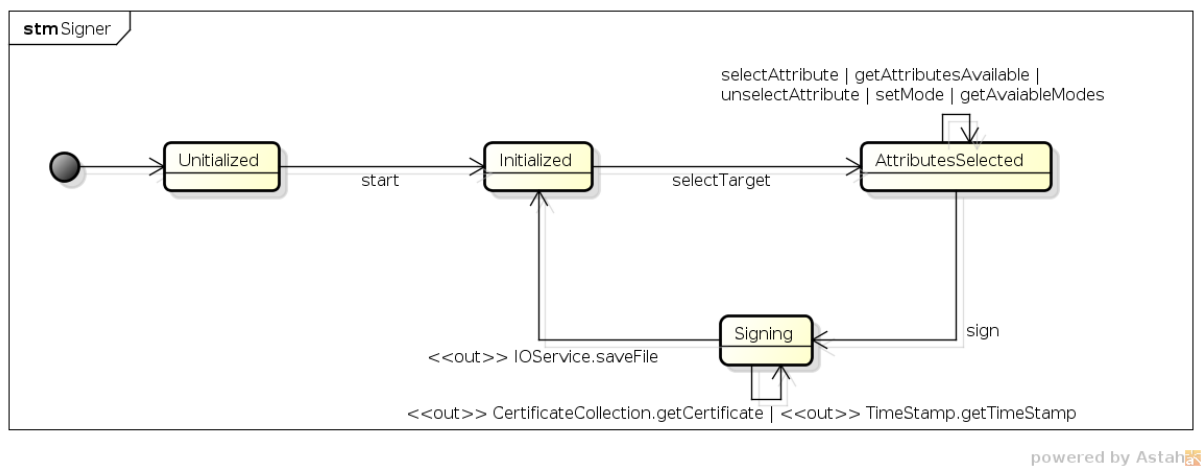 stm Signer
selectAttribute | getAttributesAvailable |
unselectAttribute | setMode | getAvaiableModes
Unitialized
start
Initialized
selectTarget
AttributesSelected
sign
Signing
<<out>> IOService.saveFile
<<out>> CertificateCollection.getCertificate | <<out>> TimeStamp.getTimeStamp
powered by Astah